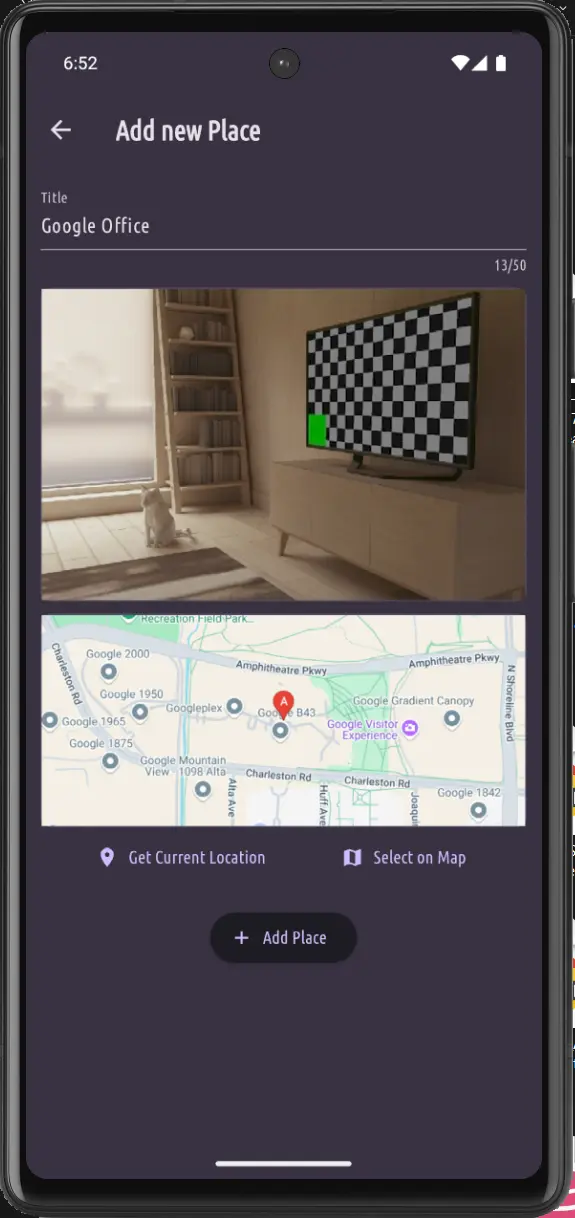 6:52
Add new Place
Title
Google Office
13/50
Recreation Field Park...
Google 2000
Amphitheatre Pkwy
Amphitheatre Pkwy
Charleston Rd
N Shoreline Blvd
Google 1950
Googleplex
A
Google B43
Google Gradient Canopy
Google 1965
Google Visitor
Experience
Google 1875
Google Mountain
View - 1098 Alta
Charleston Rd
Charleston Rd
Alta Ave
Huff Ave
Joaqui
Google 1842
Get Current Location
Select on Map
+ Add Place